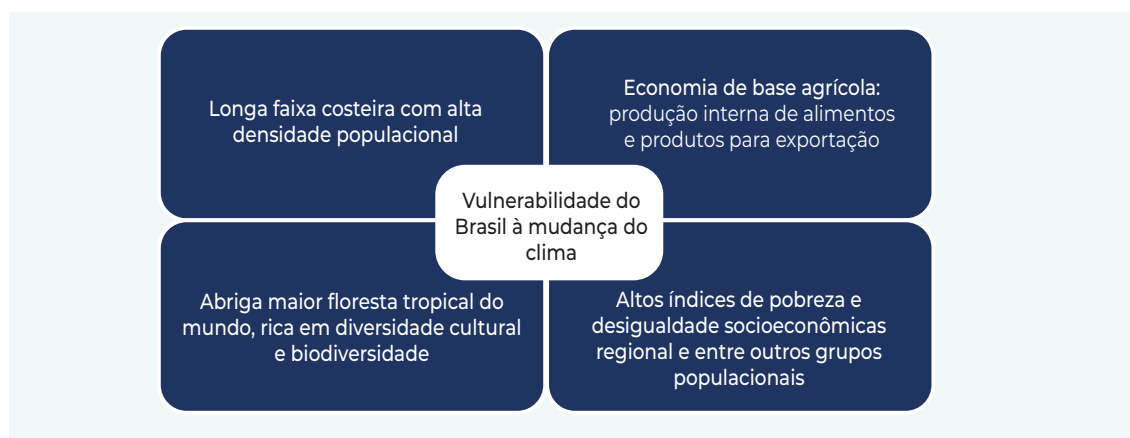 Longa faixa costeira com alta
densidade populacional
Economia de base agrícola:
produção interna de alimentos
e produtos para exportação
Vulnerabilidade do
Brasil à mudança do
clima
Abriga maior floresta tropical do
mundo, rica em diversidade cultural
e biodiversidade
Altos índices de pobreza e
desigualdade socioeconômicas
regional e entre outros grupos
populacionais